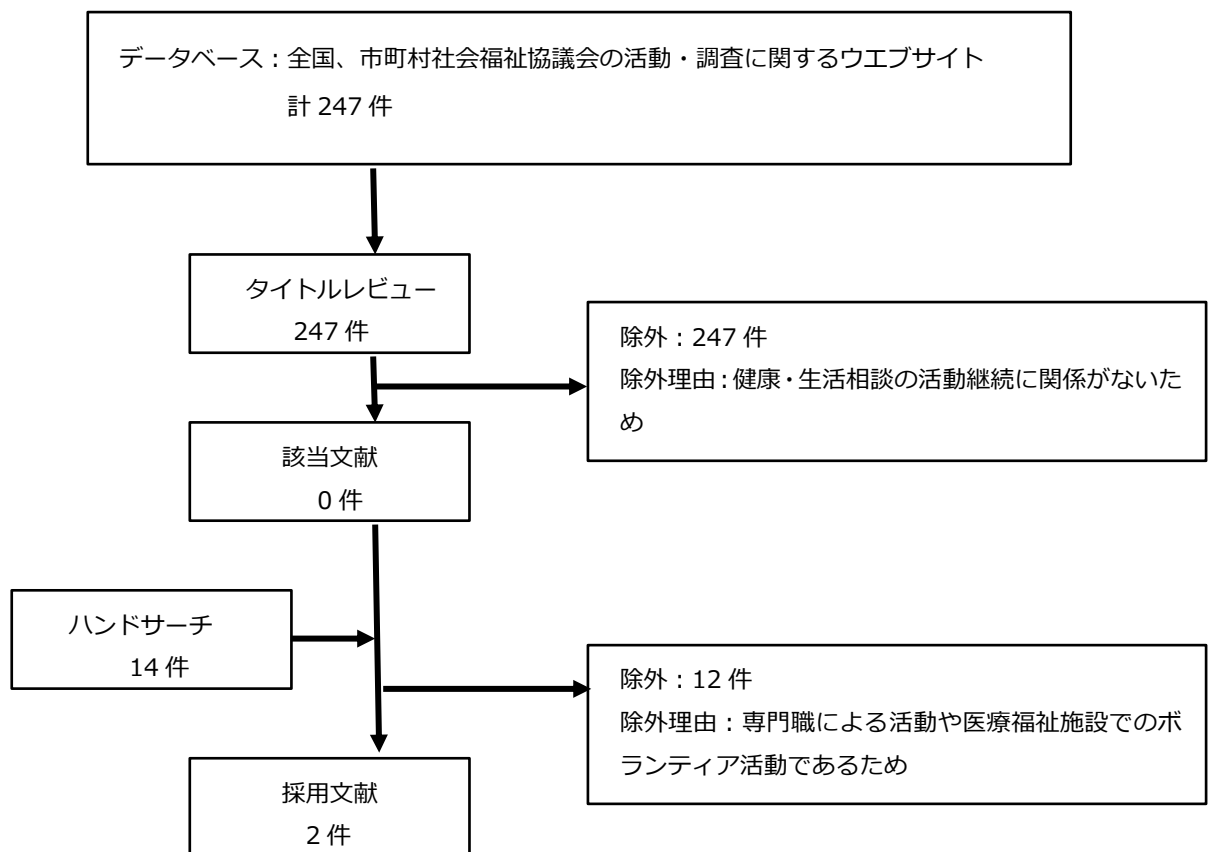 データベース：全国、市町村社会福祉協議会の活動・調査に関するウエブサイト
計 247 件
タイトルレビュー
247 件
除外：247 件
除外理由：健康・生活相談の活動継続に関係がないた
め
該当文献
0 件
ハンドサーチ
14 件
除外：12 件
除外理由：専門職による活動や医療福祉施設でのボ
ランティア活動であるため
採用文献
2 件